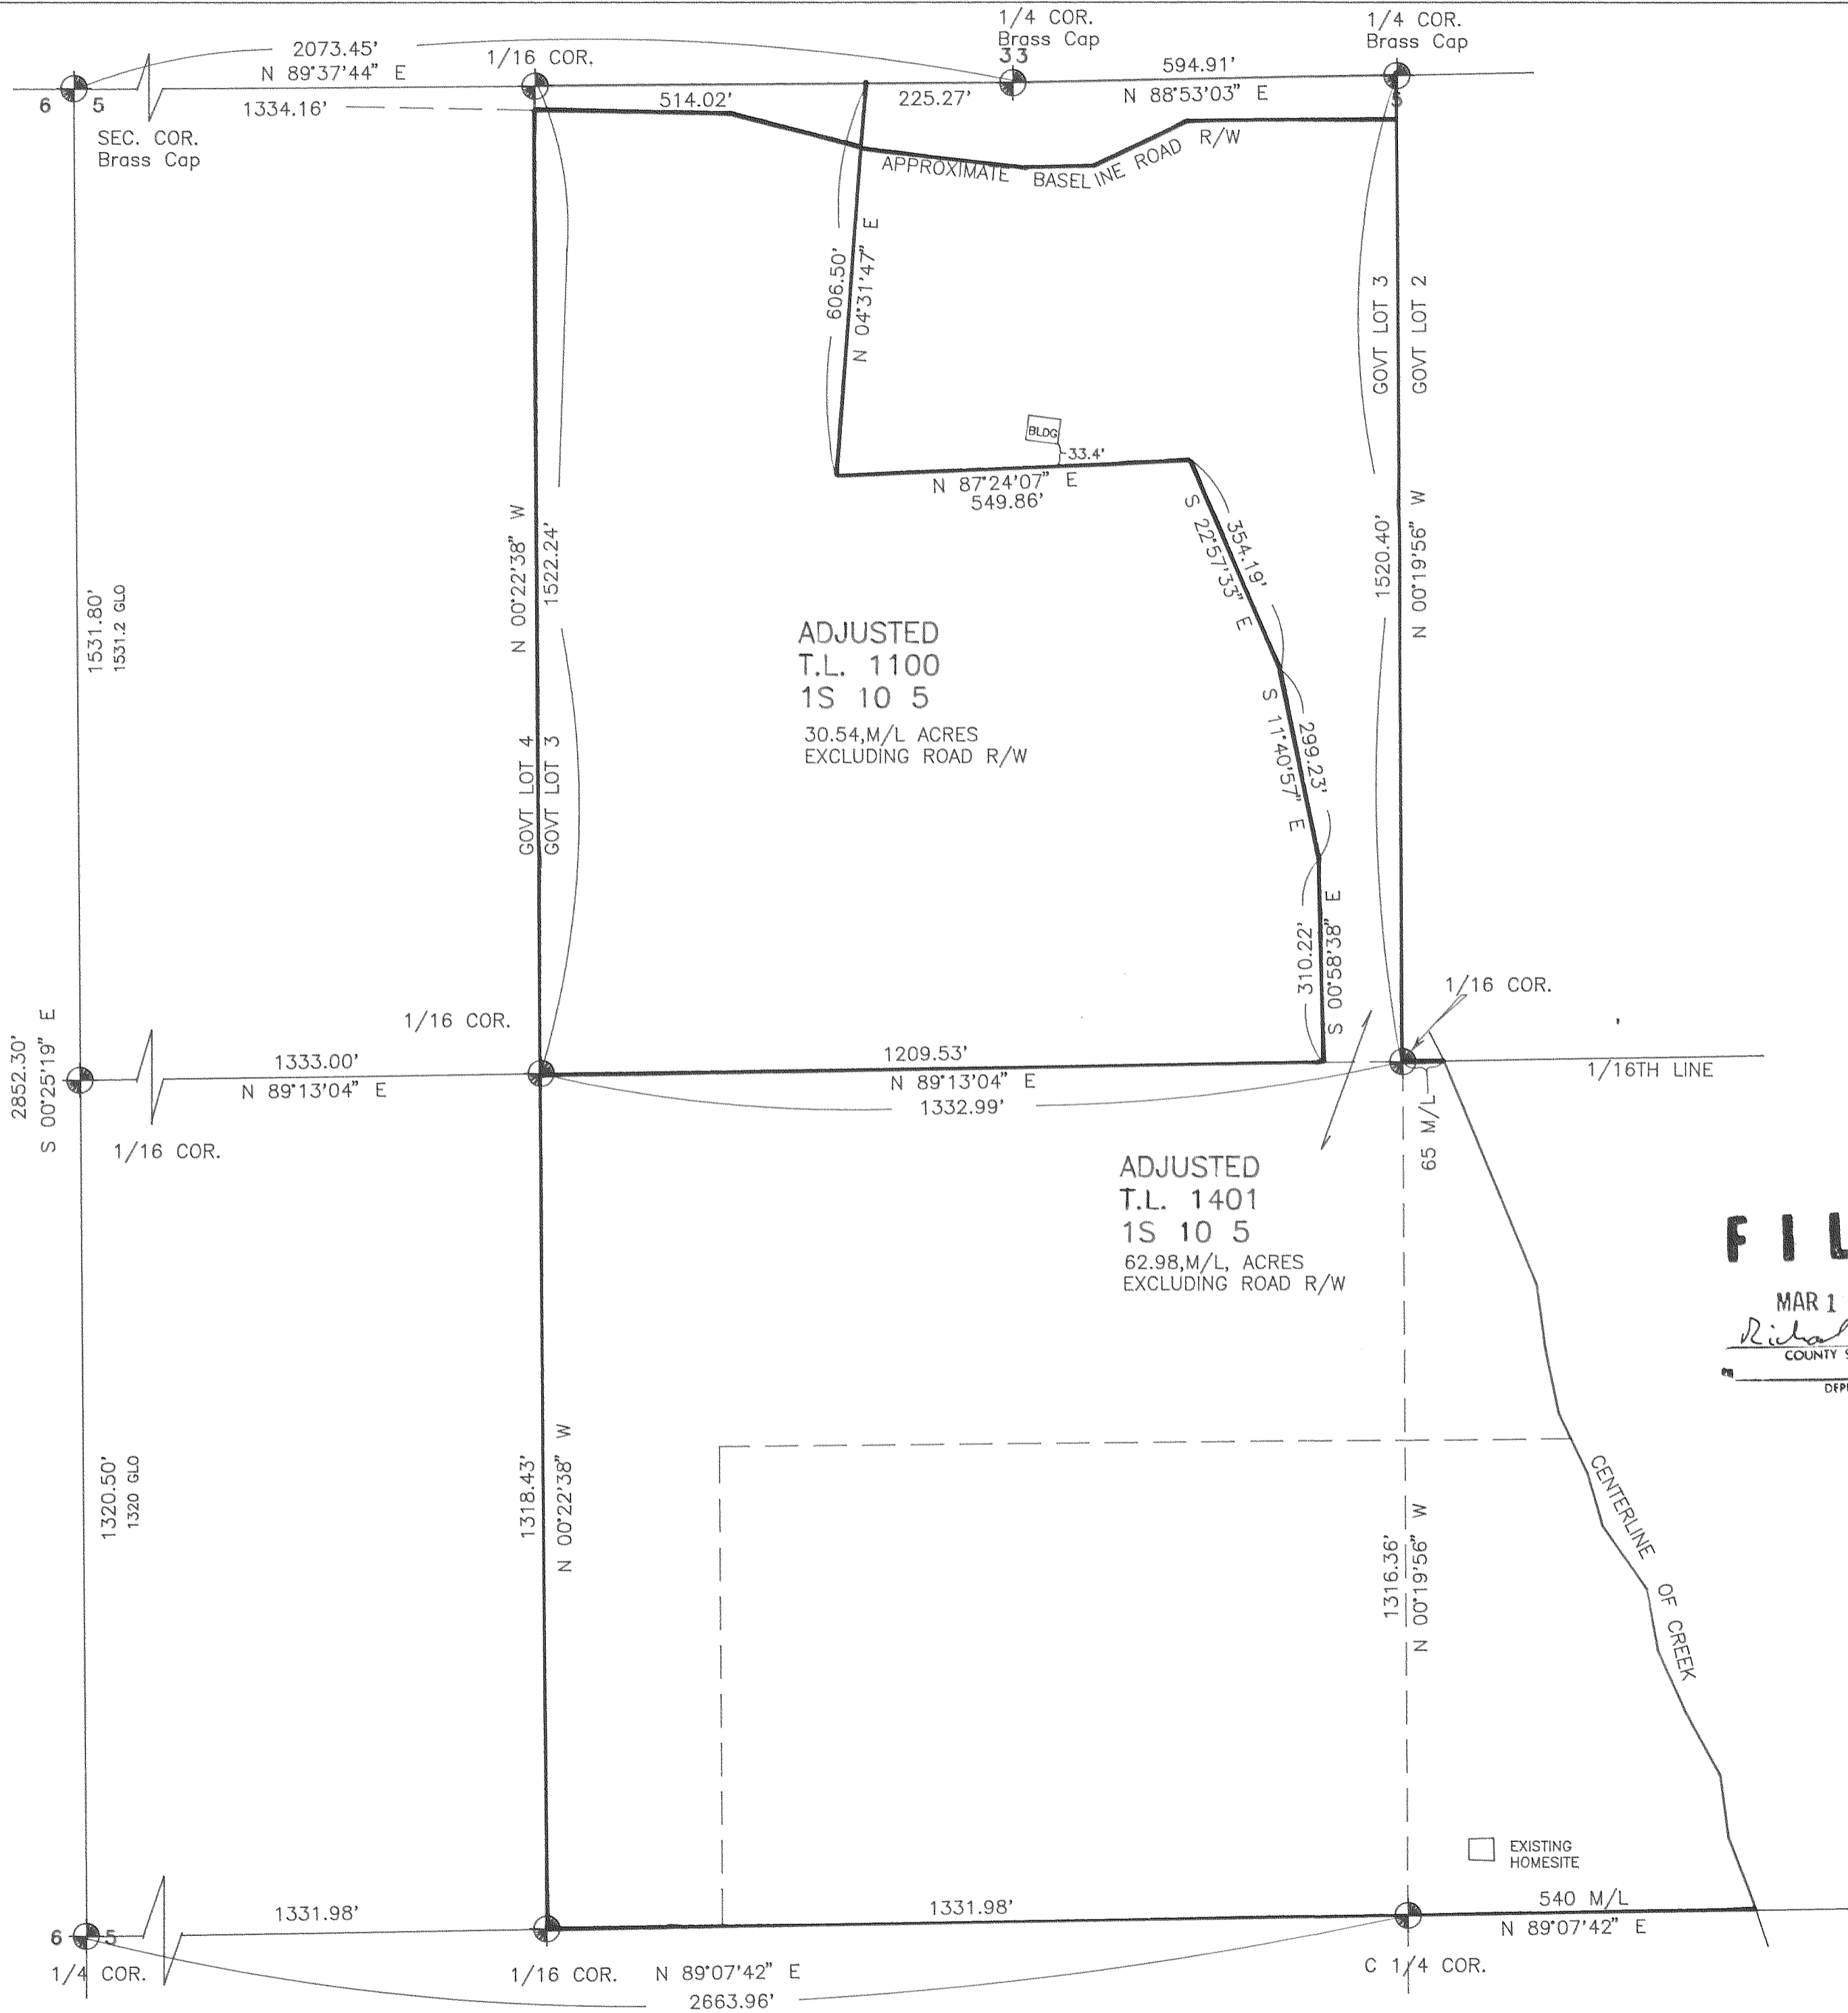 1/4 COR.
Brass Cap
33
1/4 COR.
Brass Cap
5
2073.45'
N 89°37'44" E
1/16 COR.
594.91'
N 88°53'03" E
6 5
1334.16'
514.02'
225.27'
SEC. COR.
Brass Cap
APPROXIMATE BASELINE ROAD R/W
606.50'
N 04°31'47" E
GOVT LOT 3
GOVT LOT 2
BLDG
33.4'
N 87°24'07" E
549.86'
354.19'
S 22°57'33" E
N 00°22'38" W
1522.24'
1520.40'
N 00°19'56" W
1531.80'
1531.2 GLO
ADJUSTED
T.L. 1100
1S 10 5
30.54,M/L ACRES
EXCLUDING ROAD R/W
299.23'
S 11°40'57" E
GOVT LOT 4
GOVT LOT 3
310.22'
S 00°58'38" E
1/16 COR.
1/16 COR.
2852.30'
S 00°25'19" E
1333.00'
N 89°13'04" E
1209.53'
N 89°13'04" E
1332.99'
1/16TH LINE
65 M/L
1/16 COR.
ADJUSTED
T.L. 1401
1S 10 5
62.98,M/L, ACRES
EXCLUDING ROAD R/W
F I L
MAR 1
COUNTY S
DEP
1320.50'
1320 GLO
1318.43'
N 00°22'38" W
1316.36'
N 00°19'56" W
CENTERLINE OF CREEK
EXISTING
HOMESITE
1331.98'
1331.98'
540 M/L
N 89°07'42" E
6 5
1/4 COR.
1/16 COR.
N 89°07'42" E
2663.96'
C 1/4 COR.